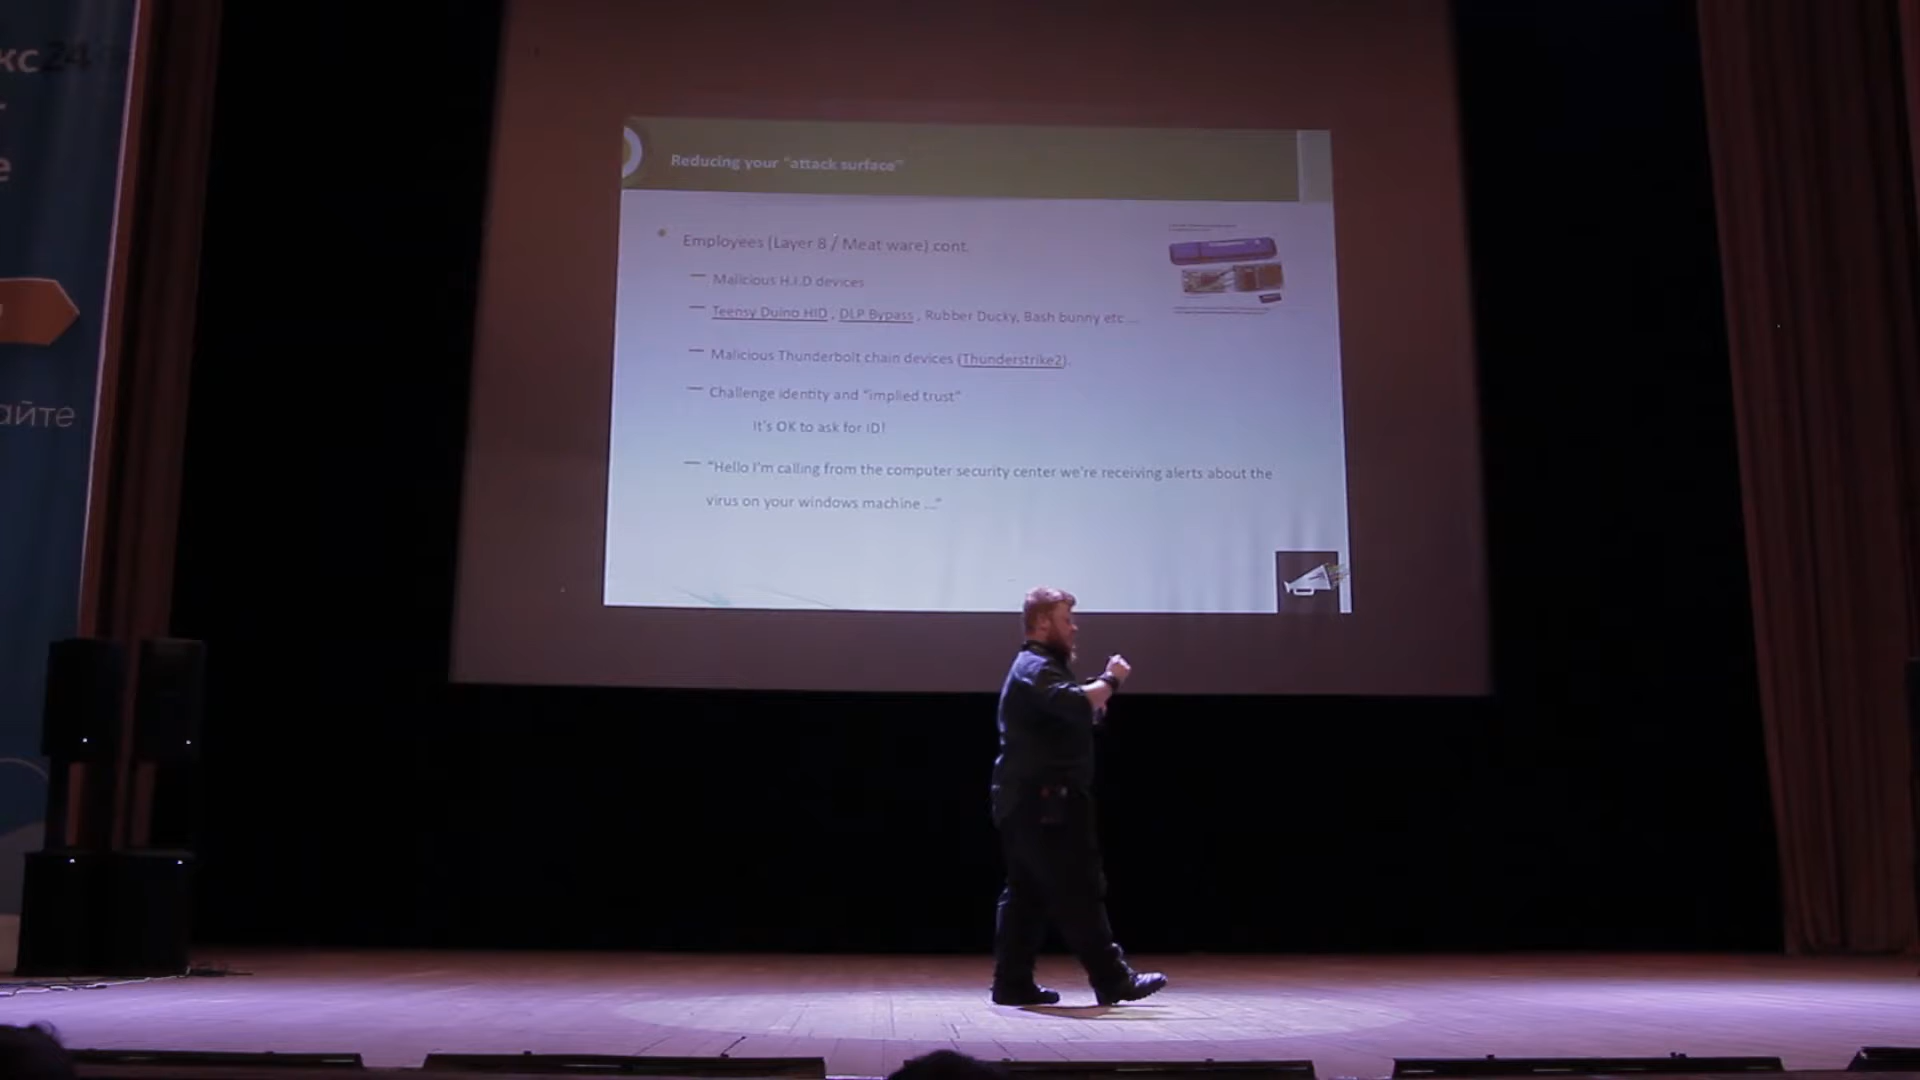 кс24
е
айте
Reducing your "attack surface"
• Employees (Layer 8 / Meat ware) cont.
— Malicious H.I.D devices
— Teensy Duino HID , DLP Bypass , Rubber Ducky, Bash bunny etc ...
— Malicious Thunderbolt chain devices (Thunderstrike2).
— Challenge identity and "implied trust"
It's OK to ask for ID!
— "Hello I'm calling from the computer security center we're receiving alerts about the
virus on your windows machine ...."